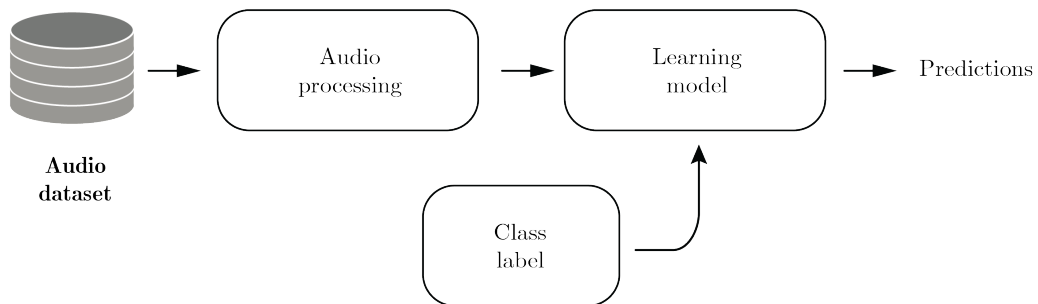 Audio
processing
Learning
model
Predictions
Audio
dataset
Class
label